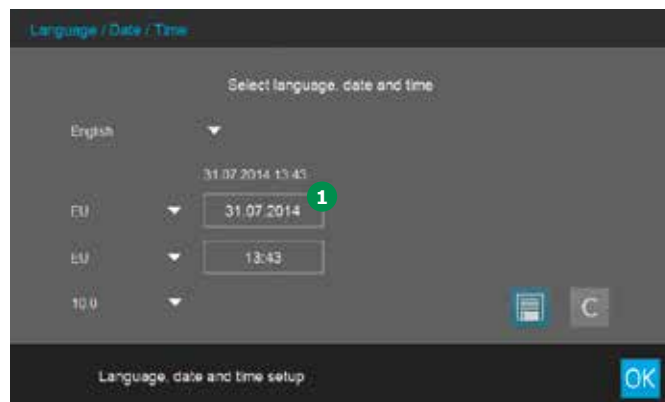 Language / Date / Time
Select language, date and time
English
31.07.2014 13:43
EU
31.07.2014
1
EU
13:43
10.0
C
Language, date and time setup
OK